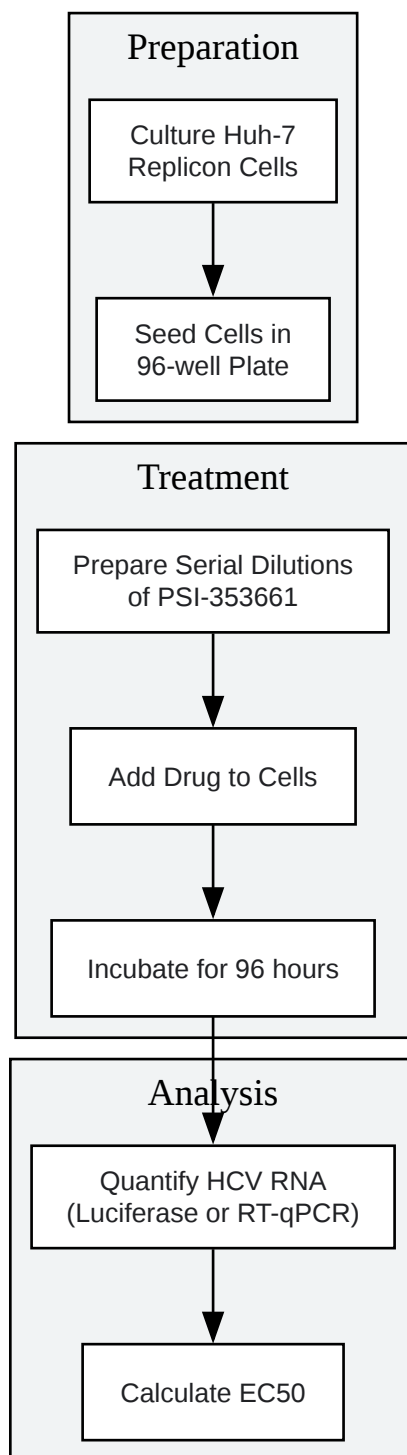 Preparation
Culture Huh-7
Replicon Cells
Seed Cells in
96-well Plate
Treatment
Prepare Serial Dilutions
of PSI-353661
Add Drug to Cells
Incubate for 96 hours
Analysis
Quantify HCV RNA
(Luciferase or RT-qPCR)
Calculate EC50